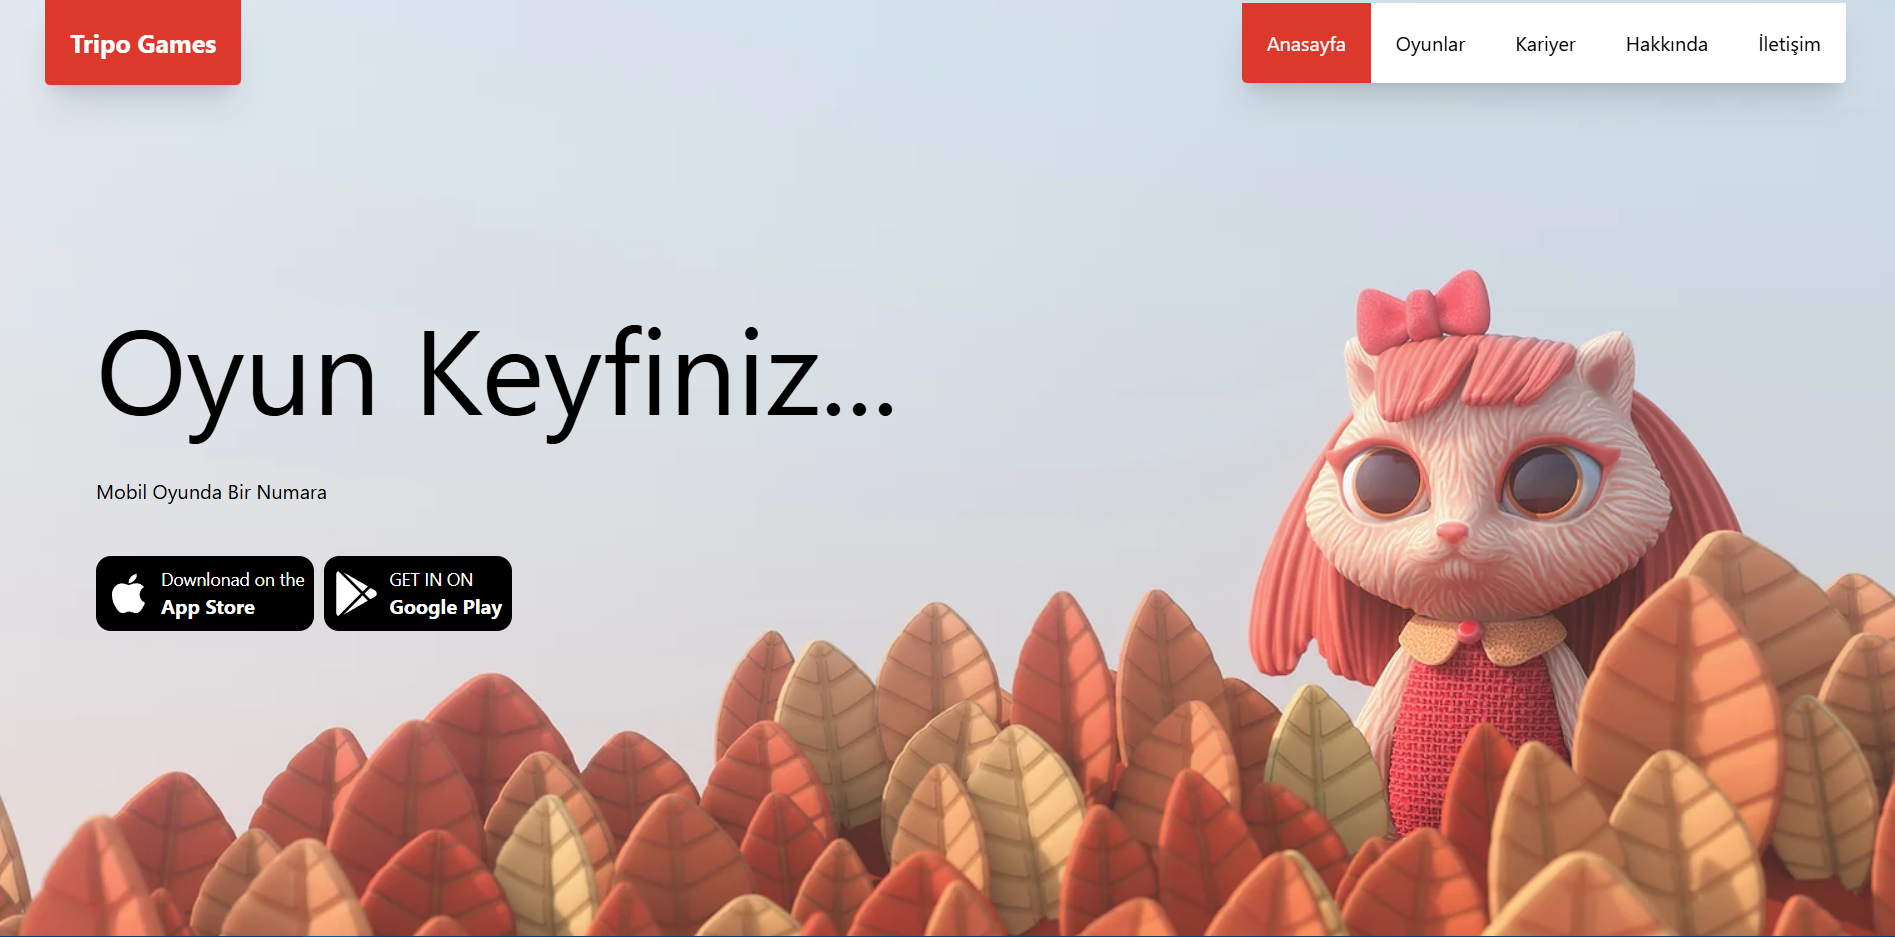 Tripo Games
Anasayfa Oyunlar Kariyer Hakkında İletişim
Oyun Keyfiniz...
Mobil Oyunda Bir Numara
Downlonad on the
App Store
GET IN ON
Google Play